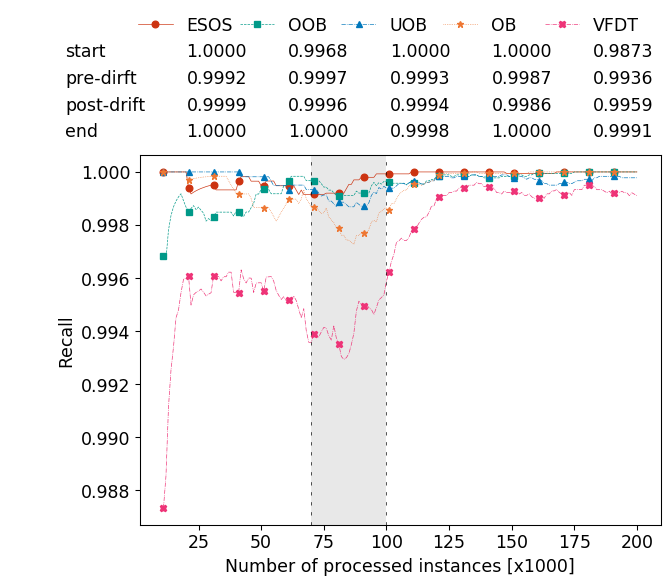 ESOS OOB UOB OB VFDT
start 1.0000 0.9968 1.0000 1.0000 0.9873
pre-dirft 0.9992 0.9997 0.9993 0.9987 0.9936
post-drift 0.9999 0.9996 0.9994 0.9986 0.9959
end 1.0000 1.0000 0.9998 1.0000 0.9991
1.000
0.998
0.996
0.994
0.992
0.990
0.988
Recall
25 50 75 100 125 150 175 200
Number of processed instances [x1000]